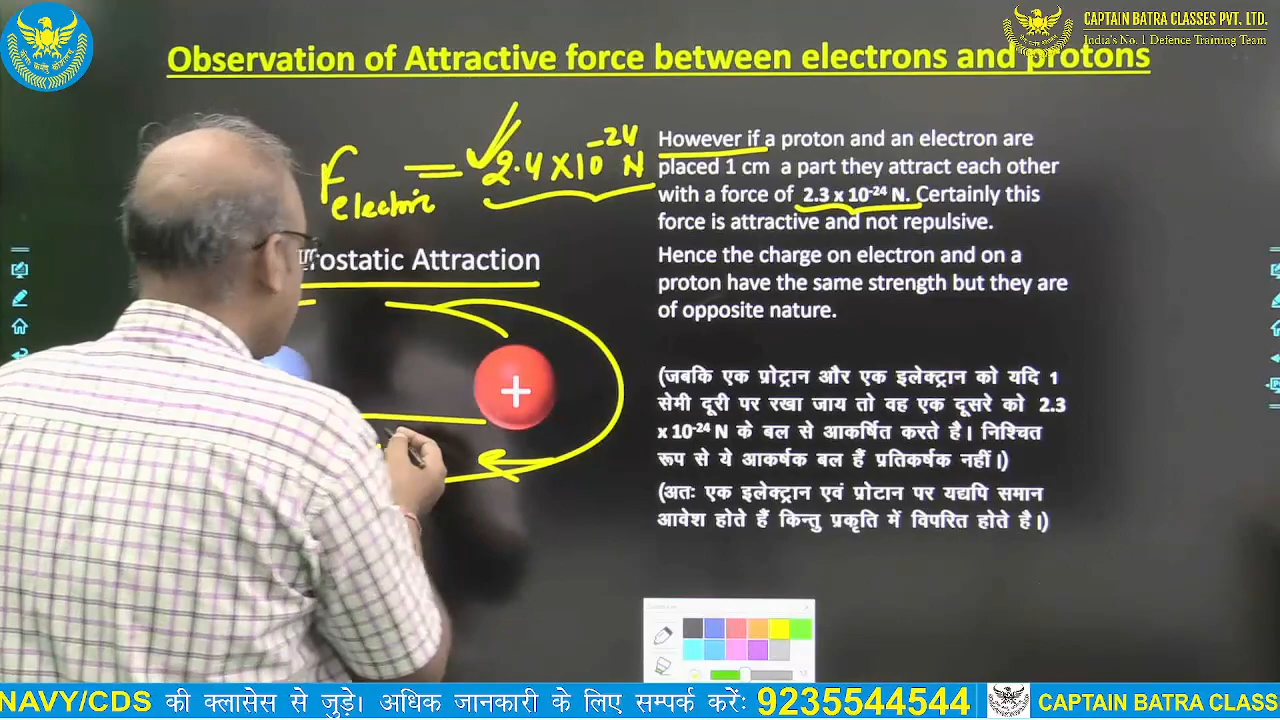 CAPTAIN BATRA CLASSES PVT. LTD.
India's No. 1 Defence Training Team
Observation of Attractive force between electrons and protons
F electric = 2.4 x 10⁻²⁴ N
However if a proton and an electron are
placed 1 cm a part they attract each other
with a force of 2.3 x 10⁻²⁴ N. Certainly this
force is attractive and not repulsive.
rostatic Attraction
Hence the charge on electron and on a
proton have the same strength but they are
of opposite nature.
+
(जबकि एक प्रोट्रान और एक इलेक्ट्रान को यदि 1
सेमी दूरी पर रखा जाय तो वह एक दूसरे को 2.3
x 10⁻²⁴ N के बल से आकर्षित करते है। निश्चित
रूप से ये आकर्षक बल हैं प्रतिकर्षक नहीं।)
(अतः एक इलेक्ट्रान एवं प्रोटान पर यद्यपि समान
आवेश होते हैं किन्तु प्रकृति में विपरित होते है।)
NAVY/CDS की क्लासेस से जुड़े। अधिक जानकारी के लिए सम्पर्क करें: 9235544544 CAPTAIN BATRA CLASS